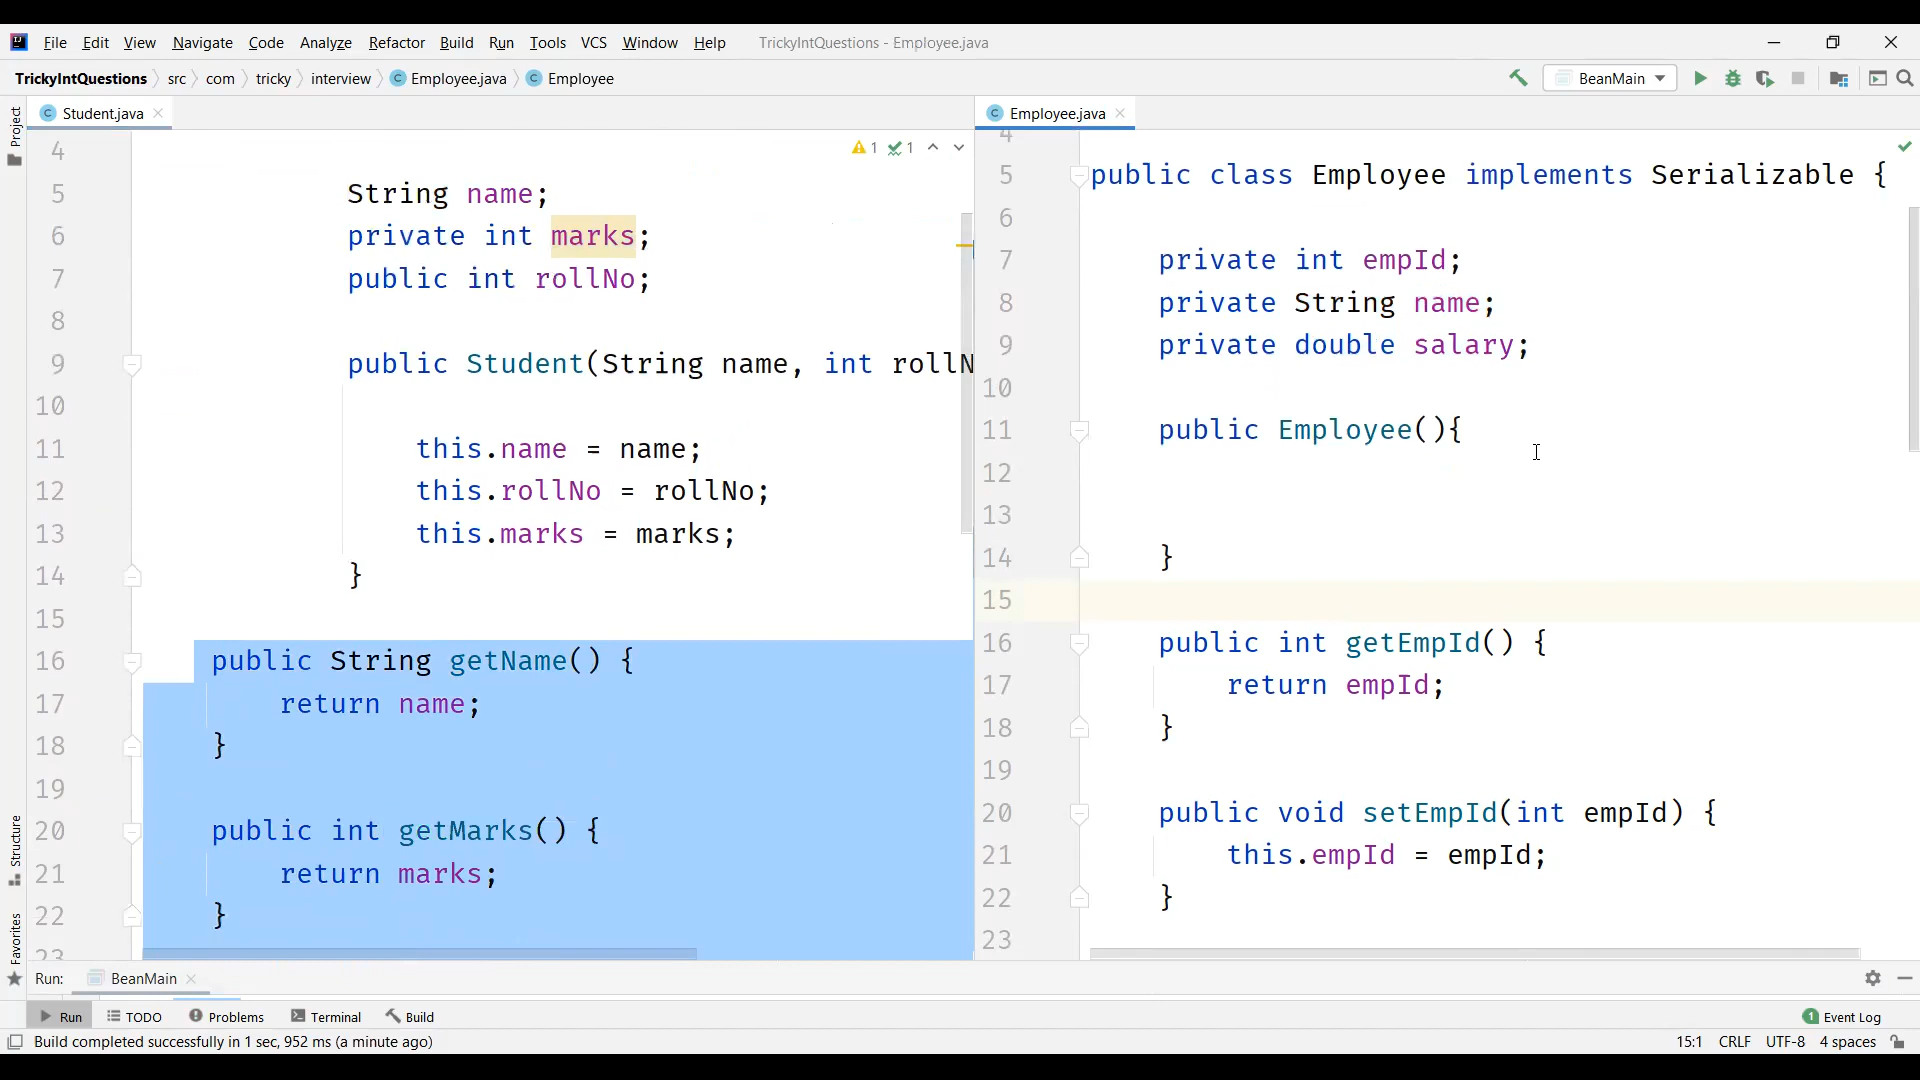 File Edit View Navigate Code Analyze Refactor Build Run Tools VCS Window Help TrickyIntQuestions - Employee.java
TrickyIntQuestions src com tricky interview Employee.java Employee BeanMain
Project
Structure
Favorites
Student.java
1 1
4
5 String name;
6 private int marks;
7 public int rollNo;
8
9 public Student(String name, int rollN
10
11 this.name = name;
12 this.rollNo = rollNo;
13 this.marks = marks;
14 }
15
16 public String getName() {
17 return name;
18 }
19
20 public int getMarks() {
21 return marks;
22 }
23
Employee.java
4
5 public class Employee implements Serializable {
6
7 private int empId;
8 private String name;
9 private double salary;
10
11 public Employee(){
12
13
14 }
15
16 public int getEmpId() {
17 return empId;
18 }
19
20 public void setEmpId(int empId) {
21 this.empId = empId;
22 }
23
Run: BeanMain
Run TODO Problems Terminal Build 1 Event Log
Build completed successfully in 1 sec, 952 ms (a minute ago) 15:1 CRLF UTF-8 4 spaces